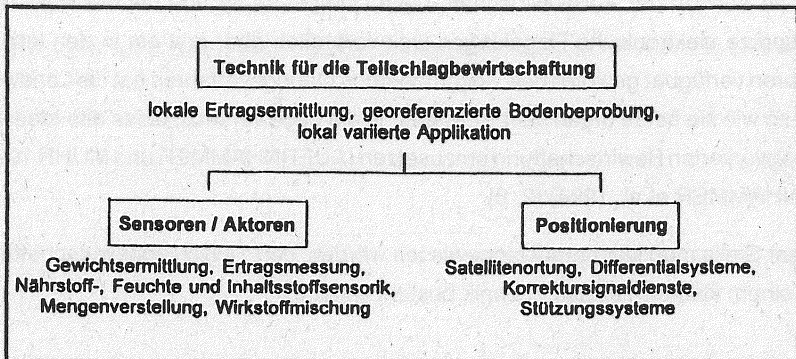 Technik für die Teilschlagbewirtschaftung
lokale Ertragsermittlung, georeferenzierte Bodenbeprobung,
lokal variierte Applikation
Sensoren / Aktoren
Gewichtsermittlung, Ertragsmessung,
Nährstoff-, Feuchte und Inhaltsstoffsensorik,
Mengenverstellung, Wirkstoffmischung
Positionierung
Satellitenortung, Differentialsysteme,
Korrektursignaldienste,
Stützungssysteme